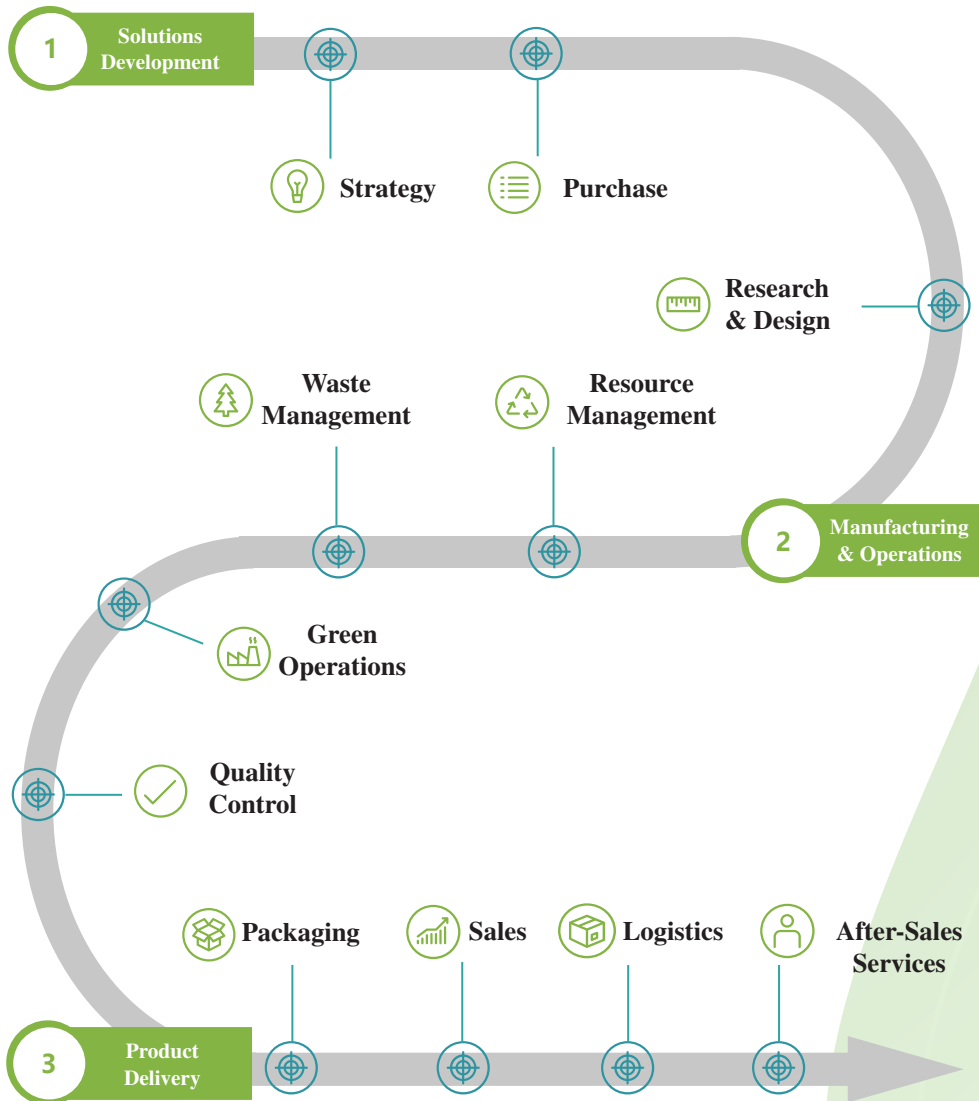 1
Solutions
Development
Strategy
Purchase
Research
& Design
Waste
Management
Resource
Management
2
Manufacturing
& Operations
Green
Operations
Quality
Control
Packaging
Sales
Logistics
After-Sales
Services
3
Product
Delivery